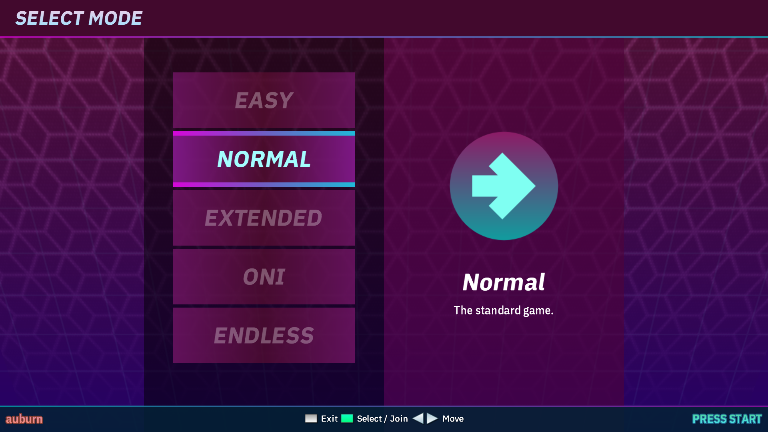 SELECT MODE
EASY
NORMAL
EXTENDED
ONI
ENDLESS
Normal
The standard game.
auburn
Exit Select / Join Move
PRESS START